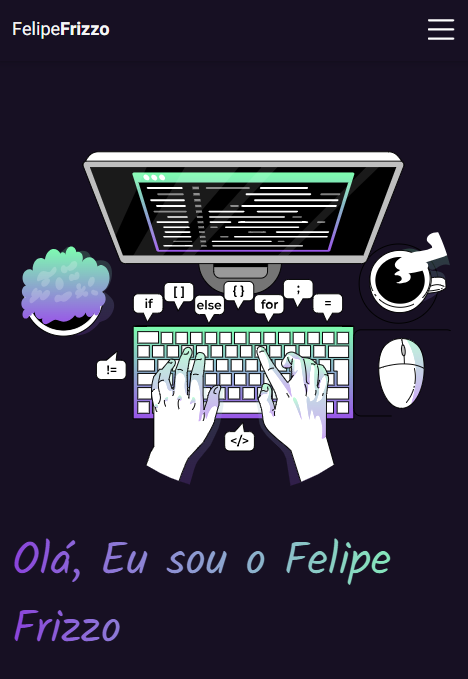 FelipeFrizzo
if
[ ]
else
{ }
for
;
=
!=
</>
Olá, Eu sou o Felipe
Frizzo